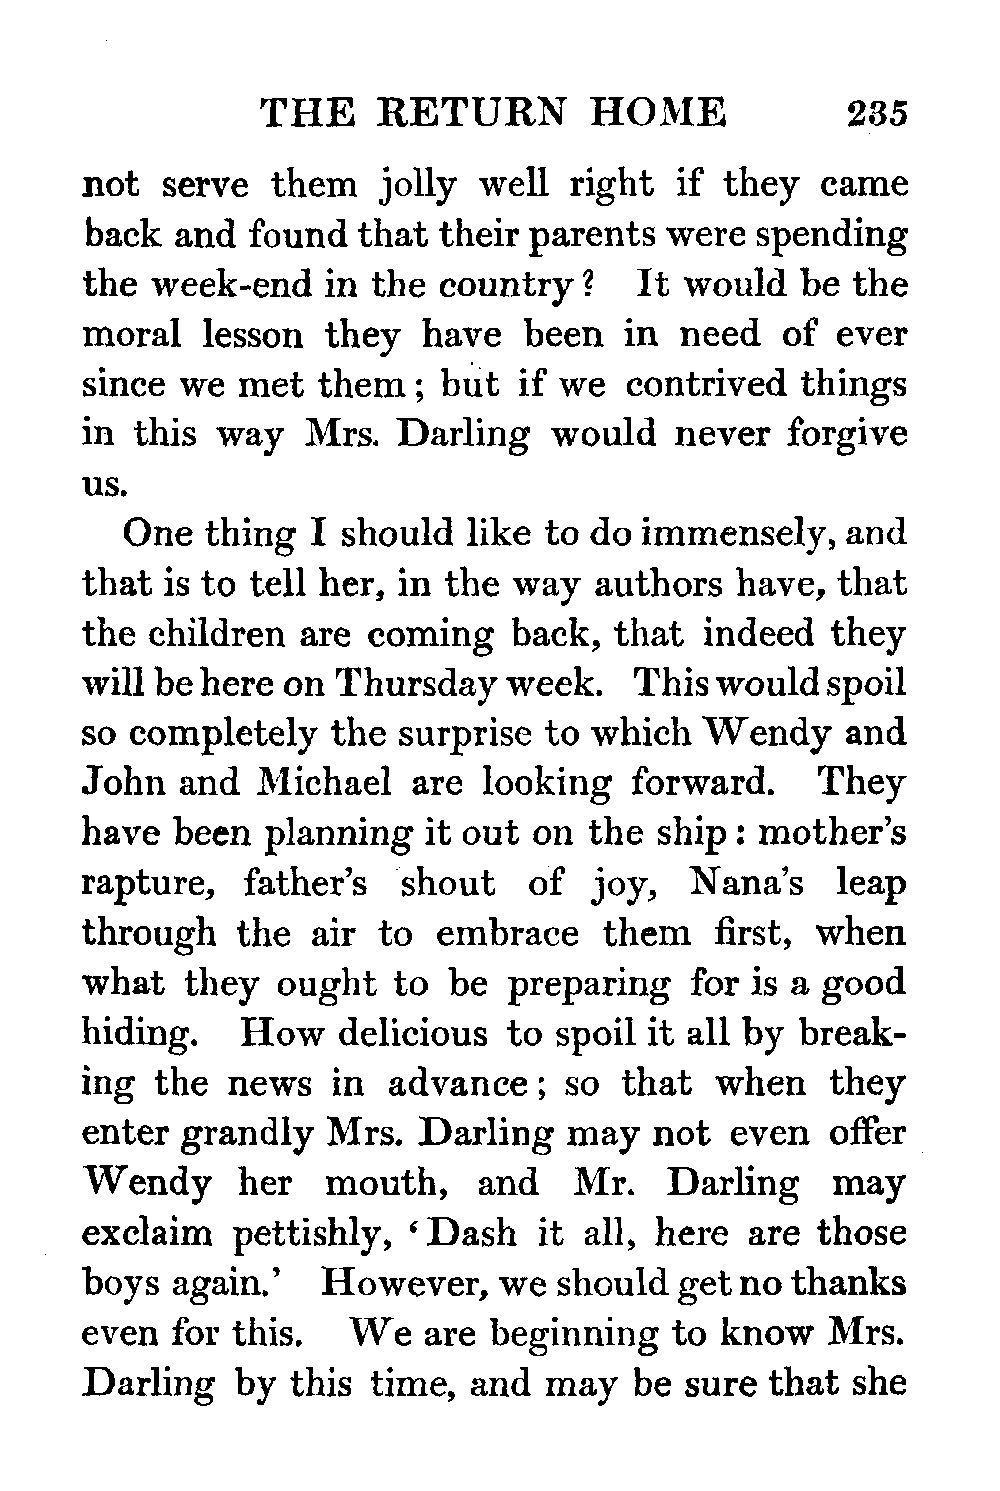 THE RETURN HOME 235
not serve them jolly well right if they came
back and found that their parents were spending
the week-end in the country? It would be the
moral lesson they have been in need of ever
since we met them; but if we contrived things
in this way Mrs. Darling would never forgive
us.
One thing I should like to do immensely, and
that is to tell her, in the way authors have, that
the children are coming back, that indeed they
will be here on Thursday week. This would spoil
so completely the surprise to which Wendy and
John and Michael are looking forward. They
have been planning it out on the ship: mother's
rapture, father's shout of joy, Nana's leap
through the air to embrace them first, when
what they ought to be preparing for is a good
hiding. How delicious to spoil it all by break-
ing the news in advance; so that when they
enter grandly Mrs. Darling may not even offer
Wendy her mouth, and Mr. Darling may
exclaim pettishly, ‘Dash it all, here are those
boys again.’ However, we should get no thanks
even for this. We are beginning to know Mrs.
Darling by this time, and may be sure that she